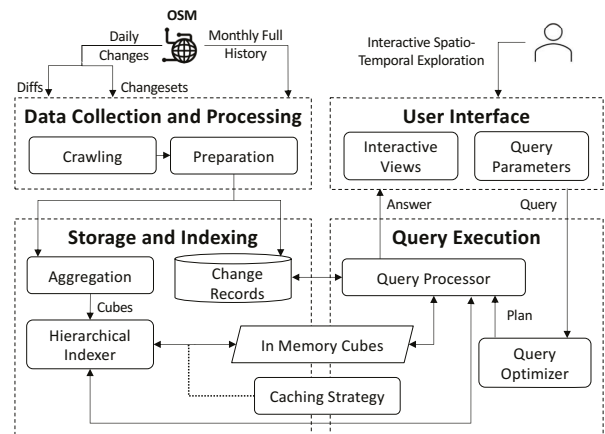 OSM
Daily
Changes
Monthly Full
History
Interactive Spatio-
Temporal Exploration
Diffs
Changesets
Data Collection and Processing
Crawling
Preparation
User Interface
Interactive
Views
Query
Parameters
Answer
Query
Storage and Indexing
Aggregation
Change
Records
Cubes
Hierarchical
Indexer
Query Execution
Query Processor
Plan
In Memory Cubes
Query
Optimizer
Caching Strategy